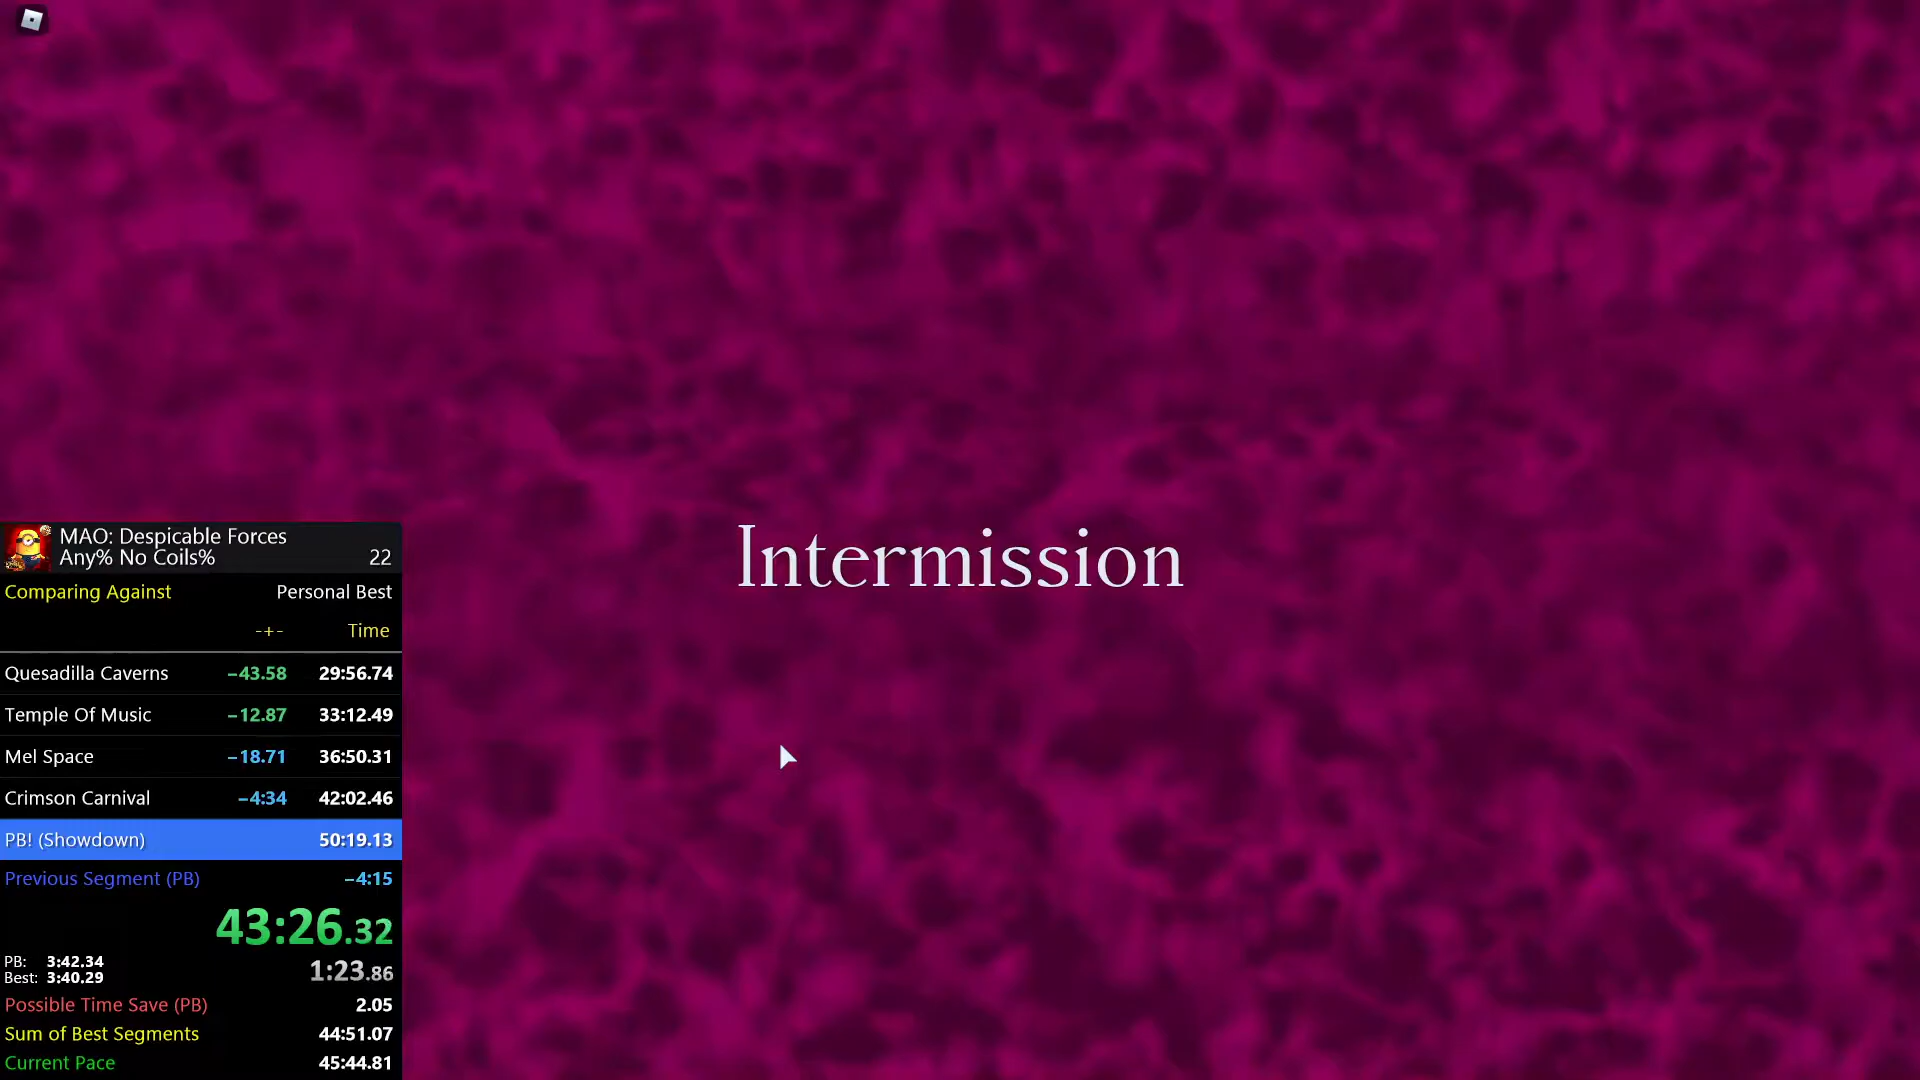 Intermission
MAO: Despicable Forces
Any% No Coils% 22
Comparing Against Personal Best
-+- Time
Quesadilla Caverns −43.58 29:56.74
Temple Of Music −12.87 33:12.49
Mel Space −18.71 36:50.31
Crimson Carnival −4:34 42:02.46
PB! (Showdown) 50:19.13
Previous Segment (PB) −4:15
43:26.32
PB: 3:42.34
Best: 3:40.29
1:23.86
Possible Time Save (PB) 2.05
Sum of Best Segments 44:51.07
Current Pace 45:44.81